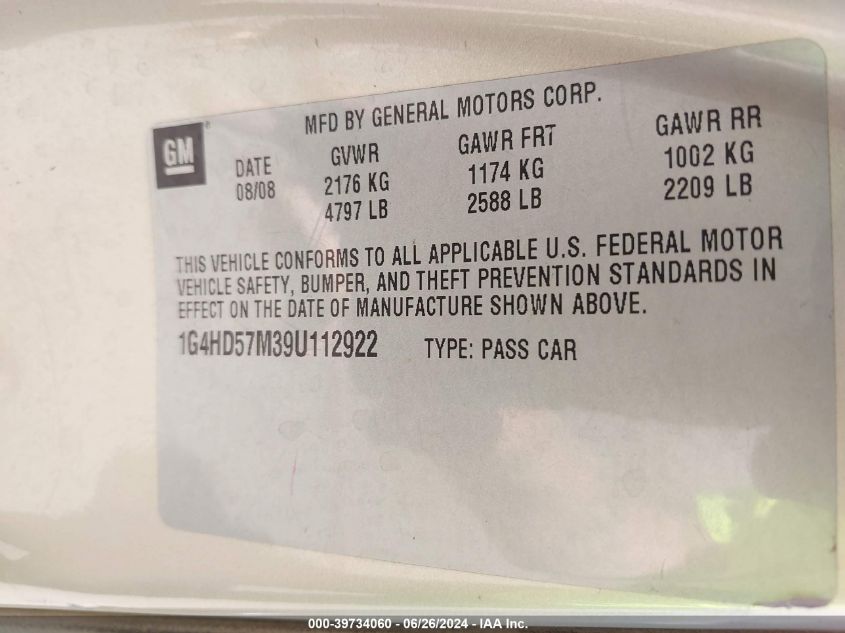 MFD BY GENERAL MOTORS CORP.
GM®
DATE GVWR GAWR FRT GAWR RR
08/08 2176 KG 1174 KG 1002 KG
4797 LB 2588 LB 2209 LB
THIS VEHICLE CONFORMS TO ALL APPLICABLE U.S. FEDERAL MOTOR
VEHICLE SAFETY, BUMPER, AND THEFT PREVENTION STANDARDS IN
EFFECT ON THE DATE OF MANUFACTURE SHOWN ABOVE.
1G4HD57M39U112922 TYPE: PASS CAR
000-39734060 - 06/26/2024 - IAA Inc.